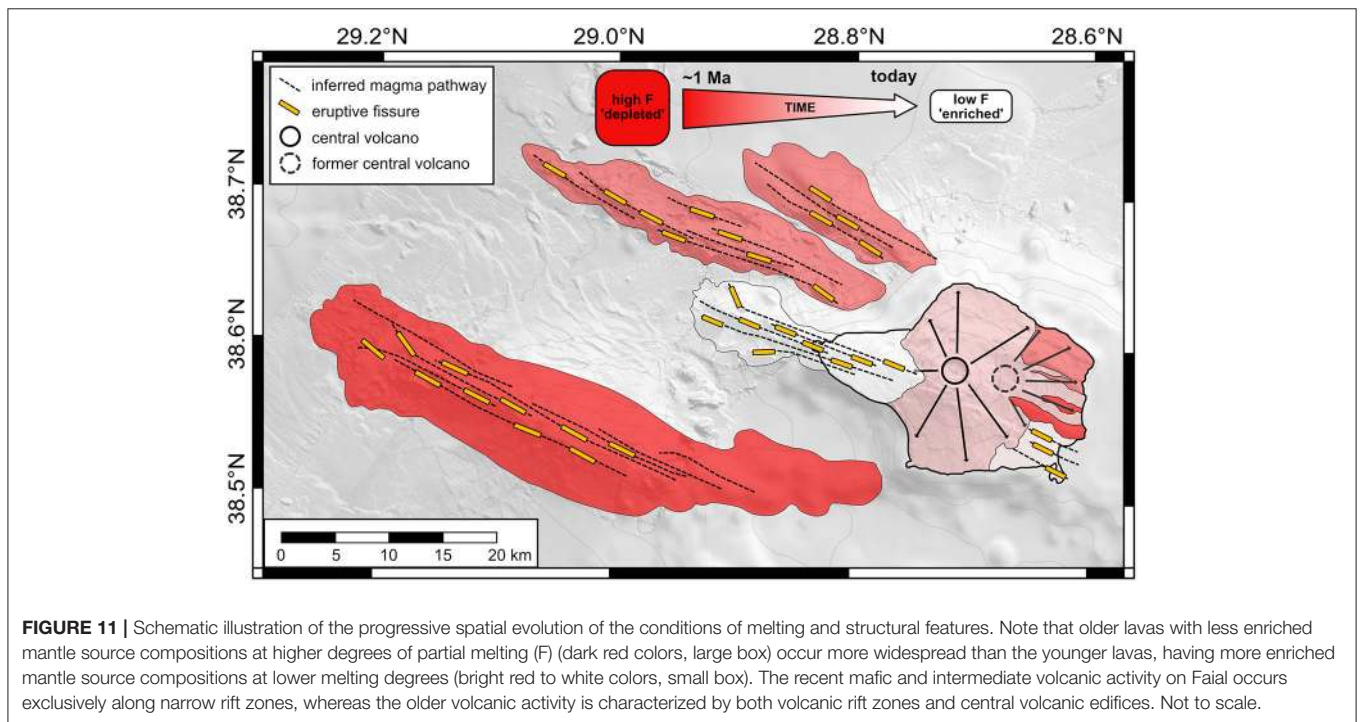 29.2°N 29.0°N 28.8°N 28.6°N
inferred magma pathway
eruptive fissure
central volcano
former central volcano
high F
'depleted'
~1 Ma
today
TIME
low F
'enriched'
38.7°N
38.6°N
38.5°N
0 5 10 15 20 km
FIGURE 11 | Schematic illustration of the progressive spatial evolution of the conditions of melting and structural features. Note that older lavas with less enriched
mantle source compositions at higher degrees of partial melting (F) (dark red colors, large box) occur more widespread than the younger lavas, having more enriched
mantle source compositions at lower melting degrees (bright red to white colors, small box). The recent mafic and intermediate volcanic activity on Faial occurs
exclusively along narrow rift zones, whereas the older volcanic activity is characterized by both volcanic rift zones and central volcanic edifices. Not to scale.